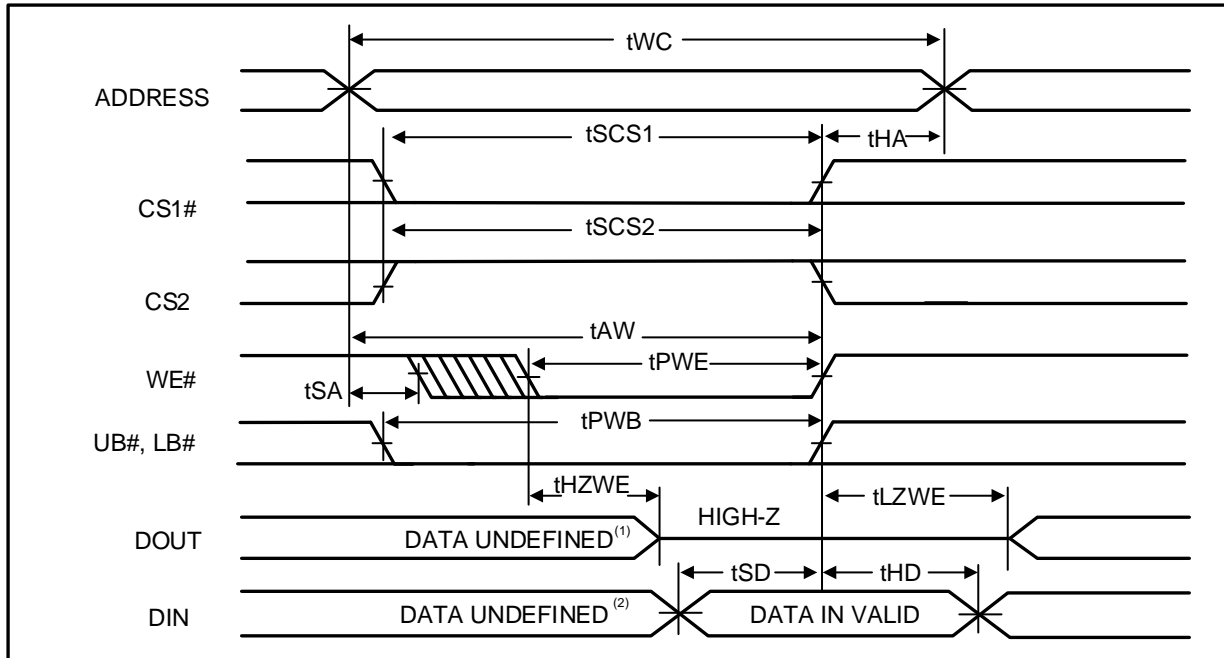 tWC
ADDRESS
tSCS1
tHA
CS1#
tSCS2
CS2
tAW
WE#
tPWE
tSA
tPWB
UB#, LB#
tHZWE
tLZWE
HIGH-Z
DOUT
DATA UNDEFINED(1)
tSD
tHD
DIN
DATA UNDEFINED (2)
DATA IN VALID